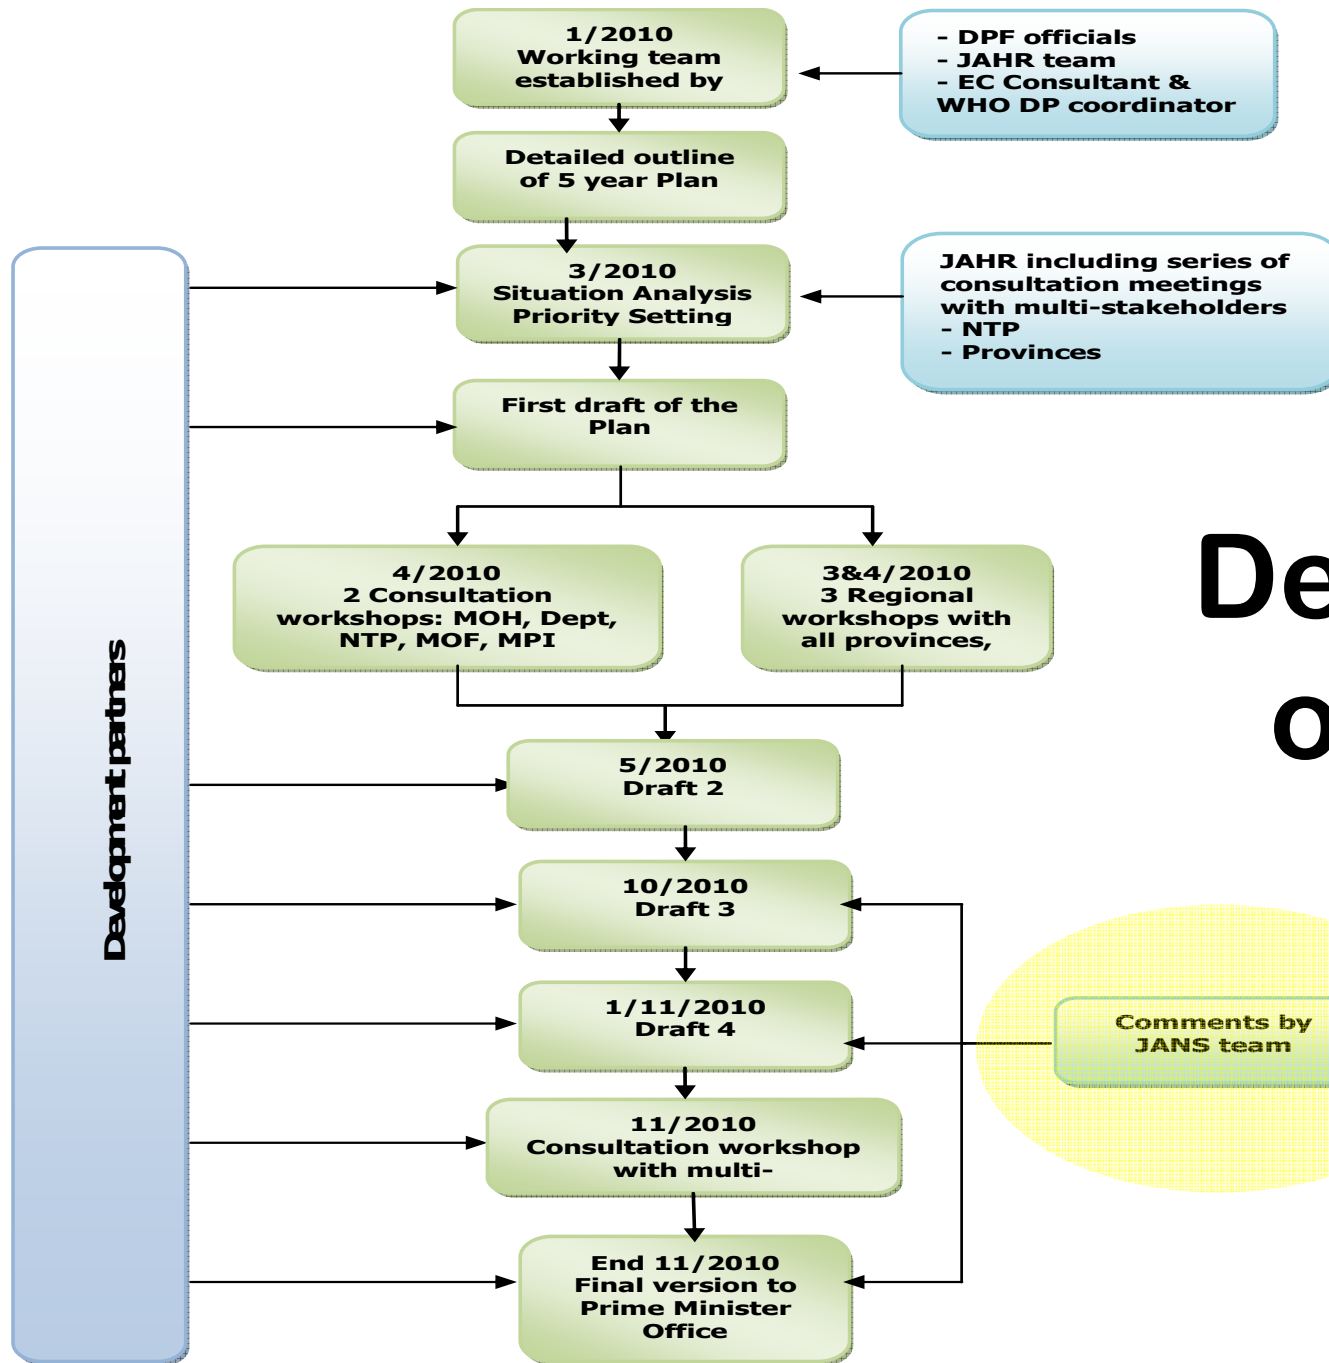 1/2010
Working team
established by
- DPF officials
- JAHR team
- EC Consultant &
WHO DP coordinator
Detailed outline
of 5 year Plan
3/2010
Situation Analysis
Priority Setting
JAHR including series of
consultation meetings
with multi-stakeholders
- NTP
- Provinces
First draft of the
Plan
4/2010
2 Consultation
workshops: MOH, Dept,
NTP, MOF, MPI
3&4/2010
3 Regional
workshops with
all provinces,
De
o
Development partners
5/2010
Draft 2
10/2010
Draft 3
1/11/2010
Draft 4
Comments by
JANS team
11/2010
Consultation workshop
with multi-
End 11/2010
Final version to
Prime Minister
Office